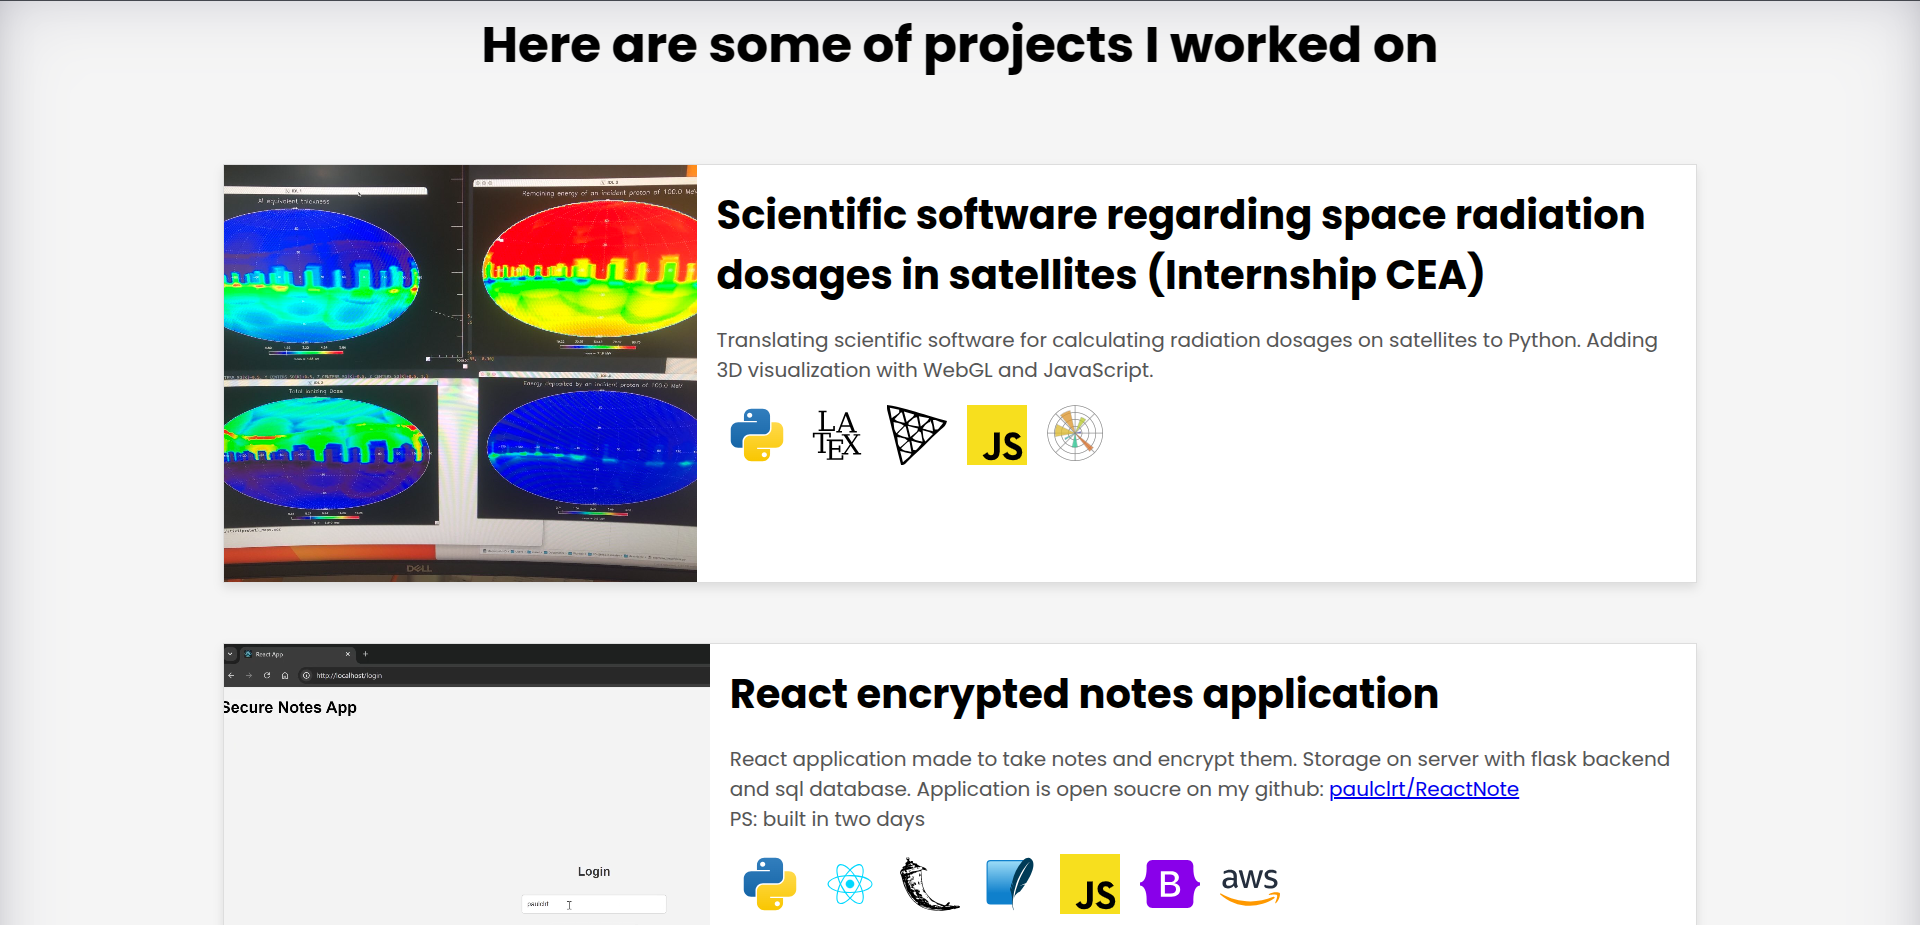 Here are some of projects I worked on
Al equivalent thickness
Remaining energy of an incident proton of 100.0 MeV
Total Ionizing Dose
Energy deposited by an incident proton of 100.0 MeV
DELL
Scientific software regarding space radiation
dosages in satellites (Internship CEA)
Translating scientific software for calculating radiation dosages on satellites to Python. Adding
3D visualization with WebGL and JavaScript.
LATEX
JS
React App
http://localhost/login
Secure Notes App
Login
paulclrt
React encrypted notes application
React application made to take notes and encrypt them. Storage on server with flask backend
and sql database. Application is open soucre on my github: paulclrt/ReactNote
PS: built in two days
JS
B
aws